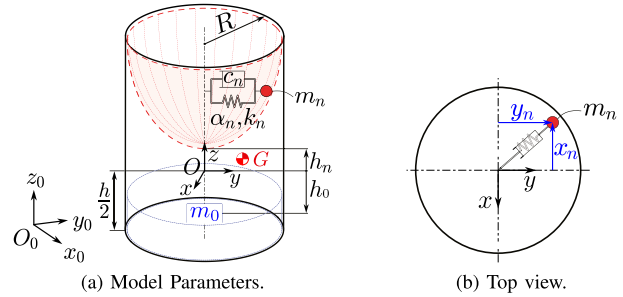 R
c_n
m_n
α_n, k_n
h_n
z
G
O
y
x
h_0
h/2
m_0
z_0
y_0
O_0
x_0
(a) Model Parameters.
y_n
m_n
x_n
y
x
(b) Top view.